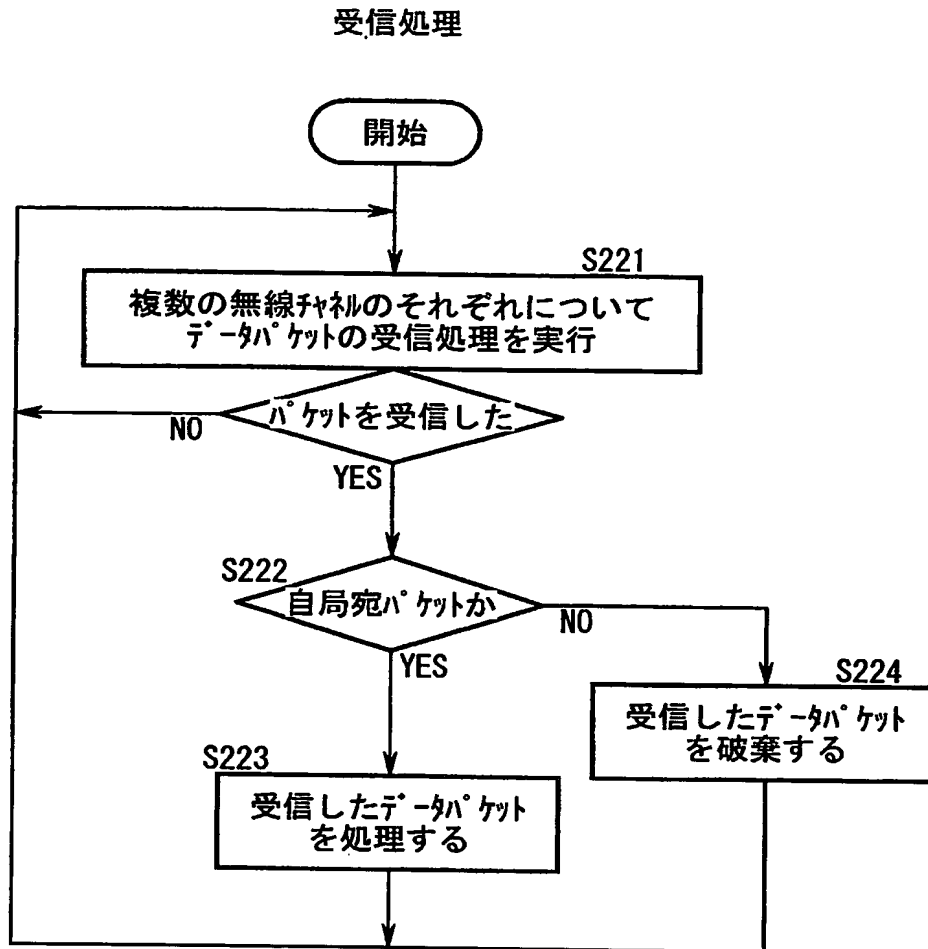 受信処理
開始
S221
複数の無線ﾁｬﾈﾙのそれぞれについて
ﾃﾞｰﾀﾊﾟｹｯﾄの受信処理を実行
ﾊﾟｹｯﾄを受信した
NO
YES
S222
自局宛ﾊﾟｹｯﾄか
NO
YES
S224
受信したﾃﾞｰﾀﾊﾟｹｯﾄ
を破棄する
S223
受信したﾃﾞｰﾀﾊﾟｹｯﾄ
を処理する